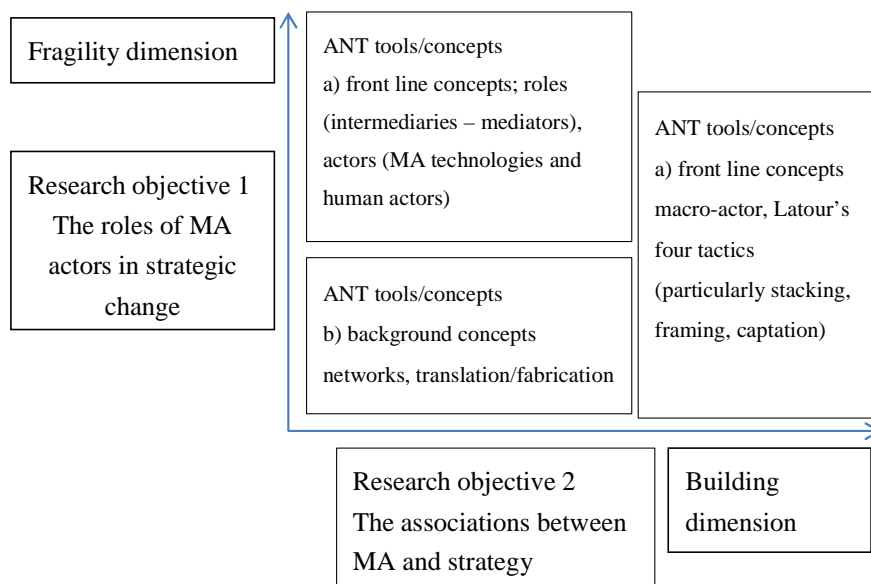 Fragility dimension
Research objective 1
The roles of MA
actors in strategic
change
ANT tools/concepts
a) front line concepts; roles
(intermediaries – mediators),
actors (MA technologies and
human actors)
ANT tools/concepts
b) background concepts
networks, translation/fabrication
ANT tools/concepts
a) front line concepts
macro-actor, Latour’s
four tactics
(particularly stacking,
framing, captation)
Research objective 2
The associations between
MA and strategy
Building
dimension